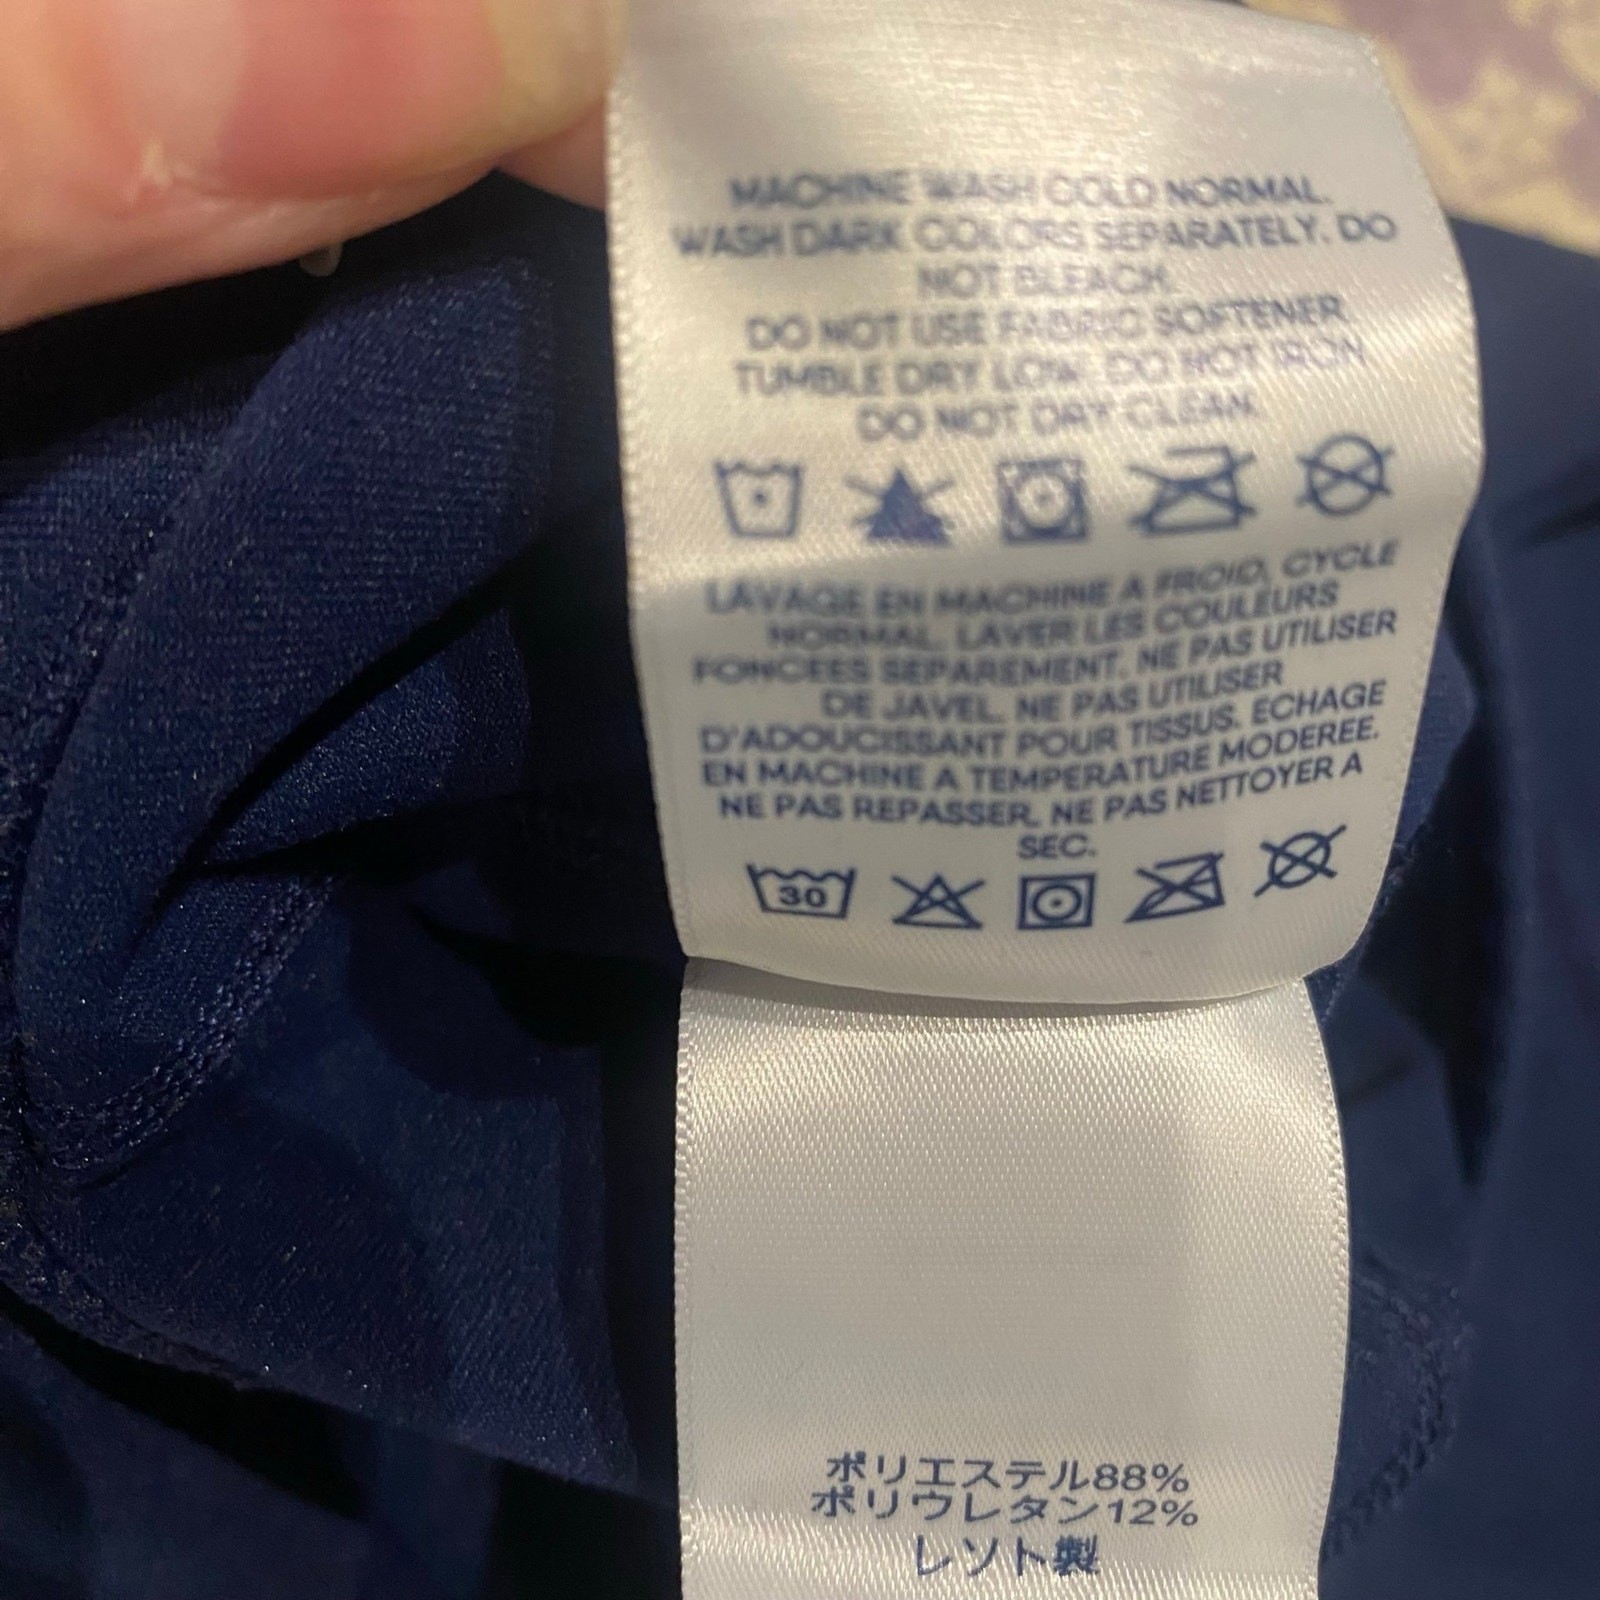 MACHINE WASH COLD NORMAL.
WASH DARK COLORS SEPARATELY. DO
NOT BLEACH.
DO NOT USE FABRIC SOFTENER.
TUMBLE DRY LOW. DO NOT IRON
DO NOT DRY CLEAN.
LAVAGE EN MACHINE A FROID, CYCLE
NORMAL. LAVER LES COULEURS
FONCEES SEPAREMENT. NE PAS UTILISER
DE JAVEL. NE PAS UTILISER
D'ADOUCISSANT POUR TISSUS. ECHAGE
EN MACHINE A TEMPERATURE MODEREE.
NE PAS REPASSER. NE PAS NETTOYER A
SEC.
30
ポリエステル88%
ポリウレタン12%
レソト製